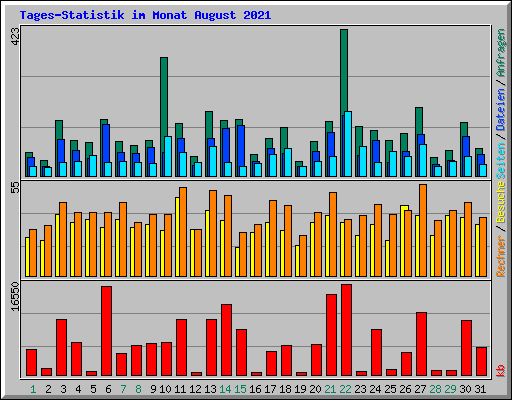 Tages-Statistik im Monat August 2021
423
55
16550
Anfragen / Dateien / Seiten
Rechner / Besuche
kb
1 2 3 4 5 6 7 8 9 10 11 12 13 14 15 16 17 18 19 20 21 22 23 24 25 26 27 28 29 30 31